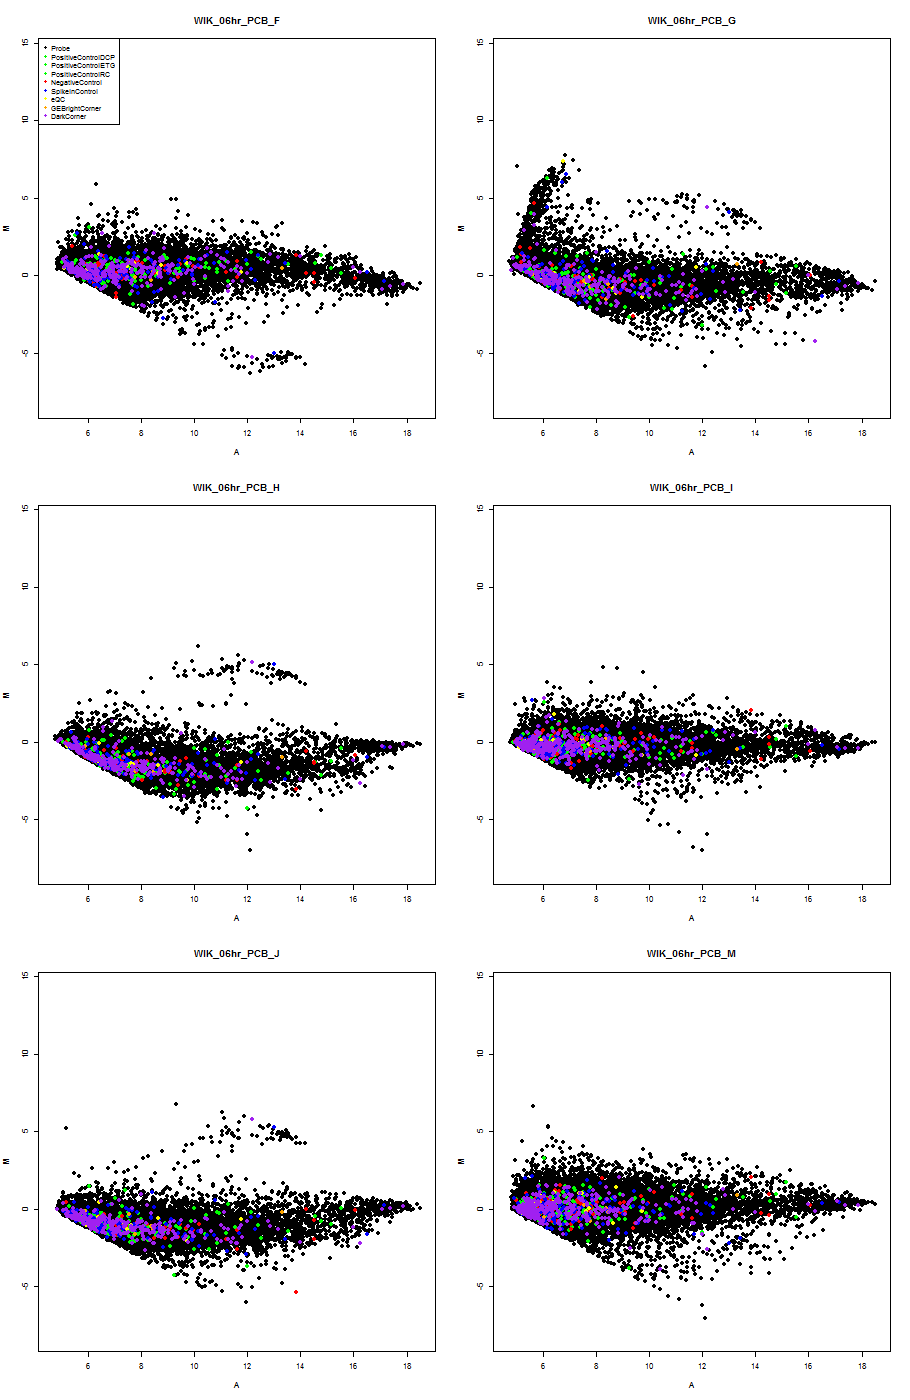 WIK_06hr_PCB_F
15
10
5
0
-5
M
Probe
PositiveControlDCP
PositiveControlETG
PositiveControlRC
NegativeControl
SpikeInControl
eQC
GEBrightCorner
DarkCorner
6 8 10 12 14 16 18
A
WIK_06hr_PCB_G
15
10
5
0
-5
M
6 8 10 12 14 16 18
A
WIK_06hr_PCB_H
15
10
5
0
-5
M
6 8 10 12 14 16 18
A
WIK_06hr_PCB_I
15
10
5
0
-5
M
6 8 10 12 14 16 18
A
WIK_06hr_PCB_J
15
10
5
0
-5
M
6 8 10 12 14 16 18
A
WIK_06hr_PCB_M
15
10
5
0
-5
M
6 8 10 12 14 16 18
A